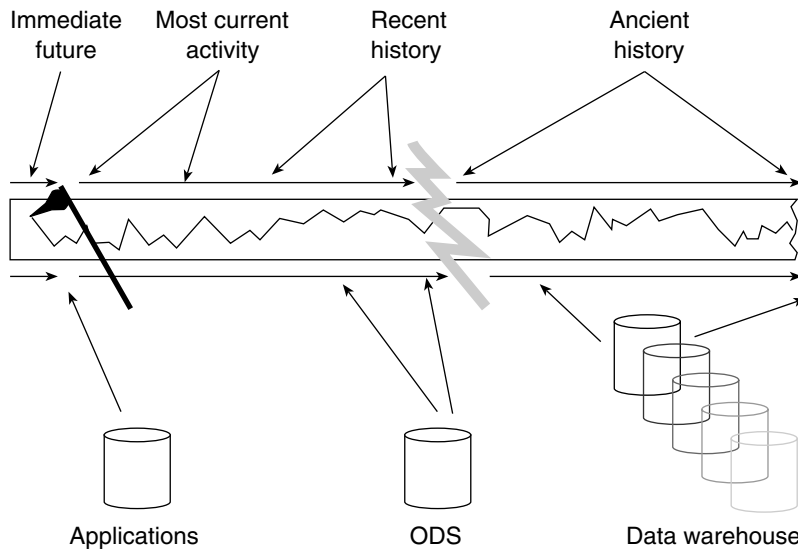 Immediate
future
Most current
activity
Recent
history
Ancient
history
Applications
ODS
Data warehouse